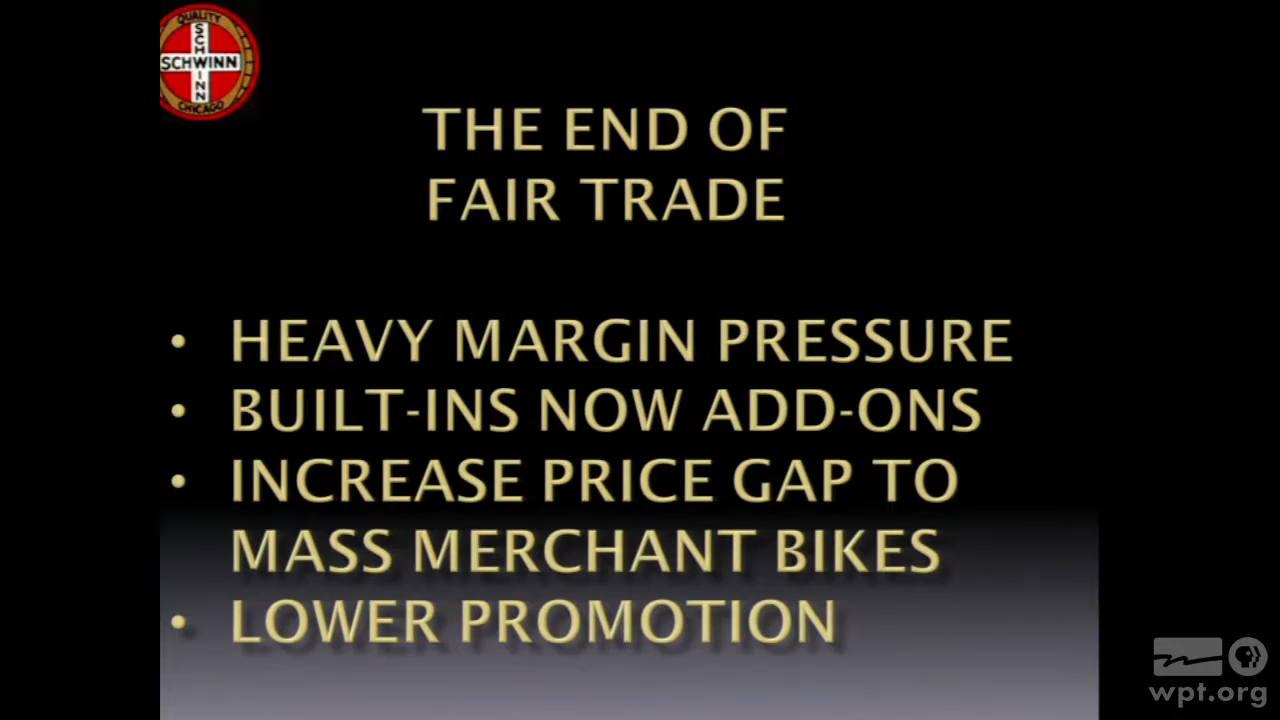 QUALITY
SCHWINN
SCHWINN
CHICAGO
THE END OF
FAIR TRADE
• HEAVY MARGIN PRESSURE
• BUILT-INS NOW ADD-ONS
• INCREASE PRICE GAP TO
MASS MERCHANT BIKES
• LOWER PROMOTION
wpt.org